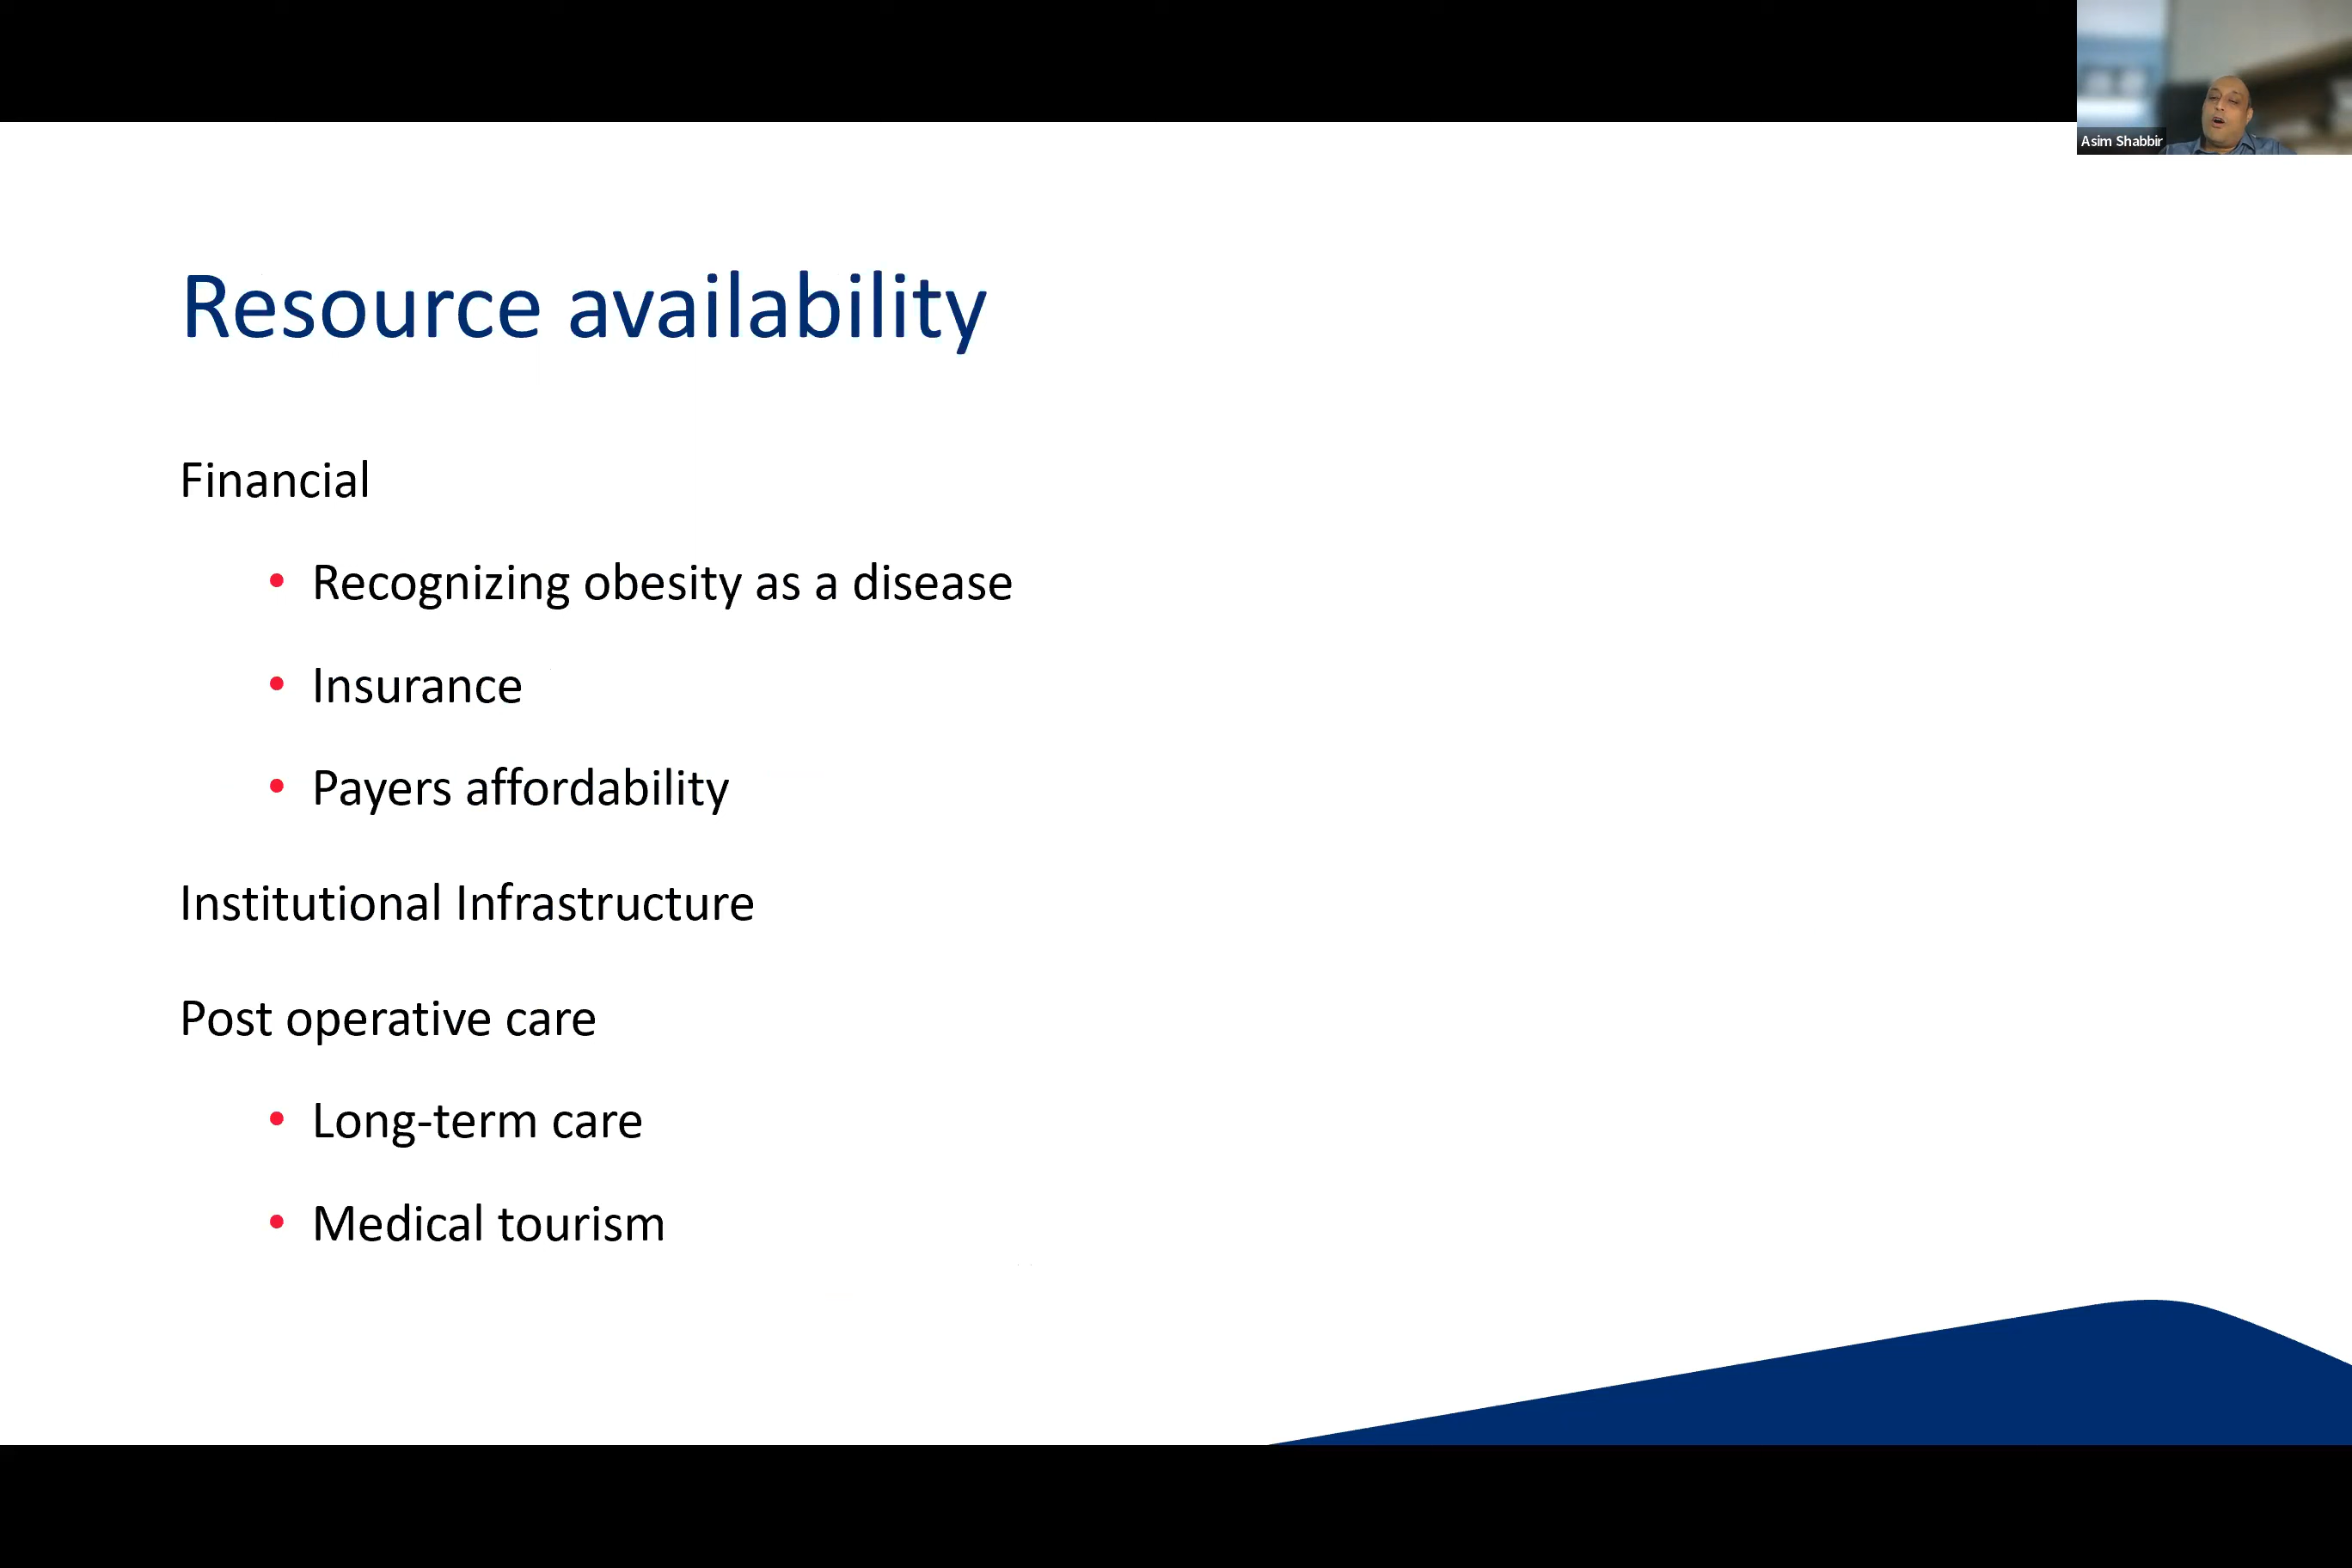 Asim Shabbir
Resource availability
Financial
• Recognizing obesity as a disease
• Insurance
• Payers affordability
Institutional Infrastructure
Post operative care
• Long-term care
• Medical tourism